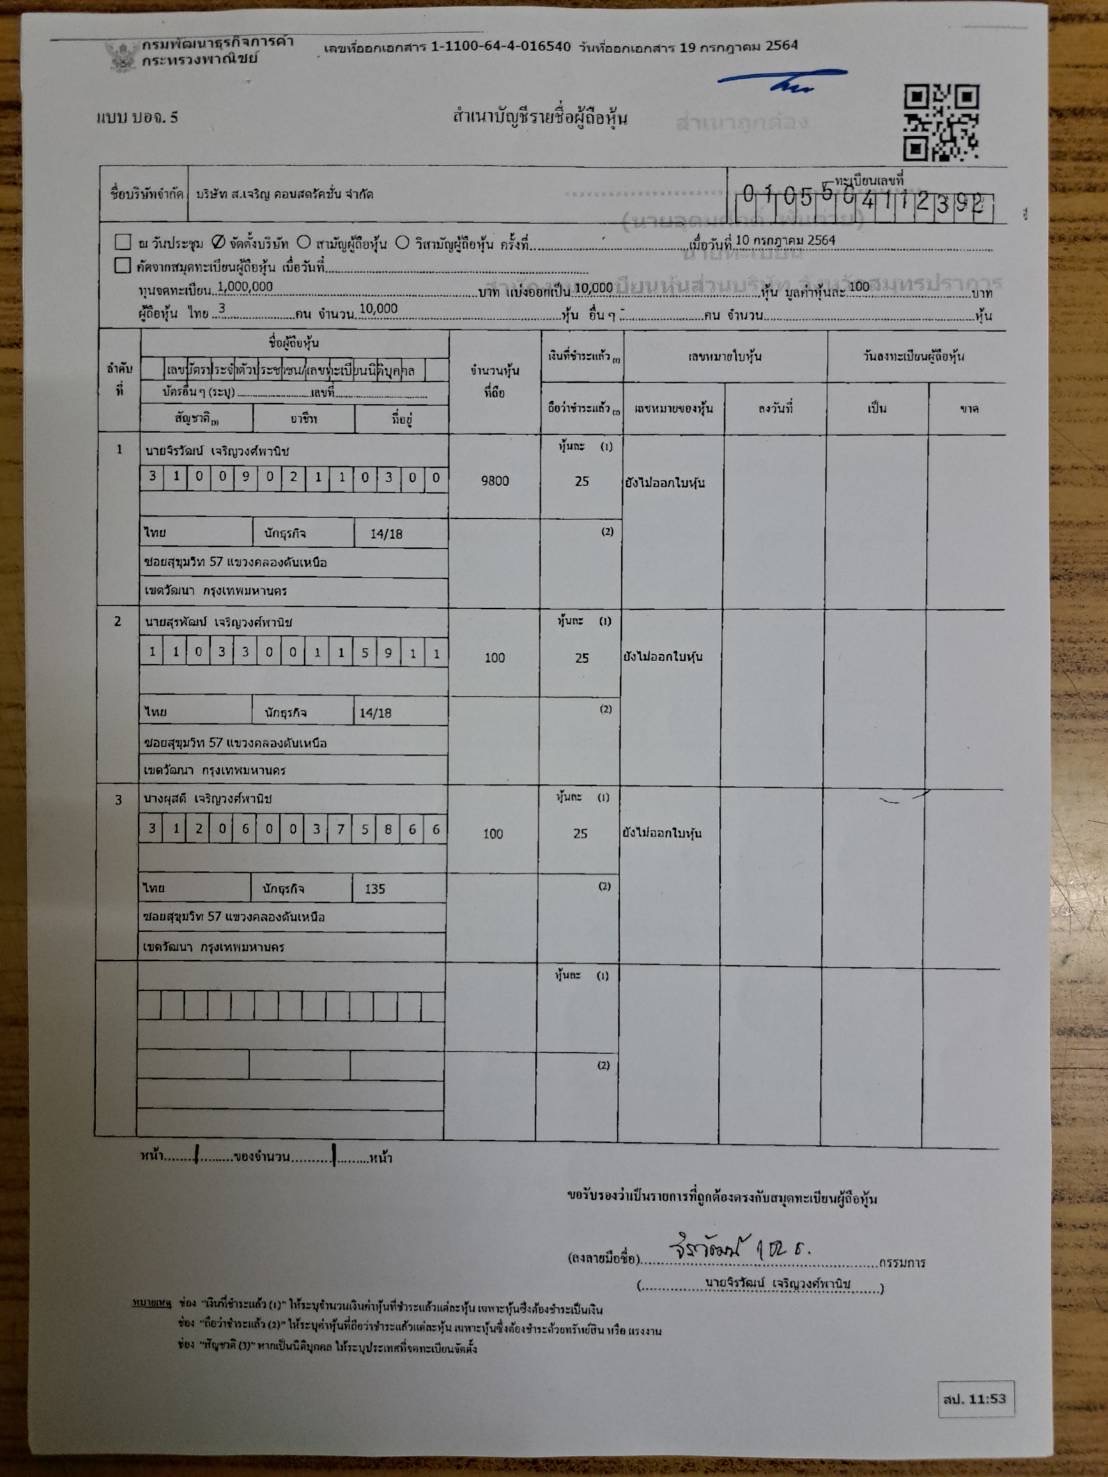 กรมพัฒนาธุรกิจการค้า
กระทรวงพาณิชย์
เลขที่ออกเอกสาร 1-1100-64-4-016540 วันที่ออกเอกสาร 19 กรกฎาคม 2564
แบบ บอจ. 5
สำเนาบัญชีรายชื่อผู้ถือหุ้น
สำเนาถูกต้อง
ชื่อบริษัทจำกัด บริษัท ส.เจริญ คอนสตรัคชั่น จำกัด
ทะเบียนเลขที่
0105564112392
ณ วันประชุม จัดตั้งบริษัท สามัญผู้ถือหุ้น วิสามัญผู้ถือหุ้น ครั้งที่ เมื่อวันที่ 10 กรกฎาคม 2564
คัดจากสมุดทะเบียนผู้ถือหุ้น เมื่อวันที่
ทุนจดทะเบียน 1,000,000 บาท แบ่งออกเป็น 10,000 หุ้น มูลค่าหุ้นละ 100 บาท
ผู้ถือหุ้น ไทย 3 คน จำนวน 10,000 หุ้น อื่น ๆ - คน จำนวน หุ้น
ลำดับที่
ชื่อผู้ถือหุ้น
เลขบัตรประจำตัวประชาชน/เลขทะเบียนนิติบุคคล
บัตรอื่น ๆ (ระบุ) เลขที่
สัญชาติ(3) อาชีพ ที่อยู่
จำนวนหุ้นที่ถือ
เงินที่ชำระแล้ว (1)
ถือว่าชำระแล้ว (2)
เลขหมายใบหุ้น
เลขหมายของหุ้น ลงวันที่
วันลงทะเบียนผู้ถือหุ้น
เป็น ขาด
1 นายจิรวัฒน์ เจริญวงศ์พานิช หุ้นละ (1)
3 1 0 0 9 0 2 1 1 0 3 0 0 9800 25 ยังไม่ออกใบหุ้น
ไทย นักธุรกิจ 14/18 (2)
ซอยสุขุมวิท 57 แขวงคลองตันเหนือ
เขตวัฒนา กรุงเทพมหานคร
2 นายสุรพัฒน์ เจริญวงศ์พานิช หุ้นละ (1)
1 1 0 3 3 0 0 1 1 5 9 1 1 100 25 ยังไม่ออกใบหุ้น
ไทย นักธุรกิจ 14/18 (2)
ซอยสุขุมวิท 57 แขวงคลองตันเหนือ
เขตวัฒนา กรุงเทพมหานคร
3 นางผุสดี เจริญวงศ์พานิช หุ้นละ (1)
3 1 2 0 6 0 0 3 7 5 8 6 6 100 25 ยังไม่ออกใบหุ้น
ไทย นักธุรกิจ 135 (2)
ซอยสุขุมวิท 57 แขวงคลองตันเหนือ
เขตวัฒนา กรุงเทพมหานคร
หุ้นละ (1)
(2)
หน้า 1 ของจำนวน 1 หน้า
ขอรับรองว่าเป็นรายการที่ถูกต้องตรงกับสมุดทะเบียนผู้ถือหุ้น
(ลงลายมือชื่อ) กรรมการ
(นายจิรวัฒน์ เจริญวงศ์พานิช)
หมายเหตุ ช่อง "เงินที่ชำระแล้ว (1)" ให้ระบุจำนวนเงินค่าหุ้นที่ชำระแล้วแต่ละหุ้น เฉพาะหุ้นซึ่งต้องชำระเป็นเงิน
ช่อง "ถือว่าชำระแล้ว (2)" ให้ระบุค่าหุ้นที่ถือว่าชำระแล้วแต่ละหุ้น เฉพาะหุ้นซึ่งต้องชำระด้วยทรัพย์สิน หรือ แรงงาน
ช่อง "สัญชาติ (3)" หากเป็นนิติบุคคล ให้ระบุประเทศที่จดทะเบียนจัดตั้ง
สป. 11:53